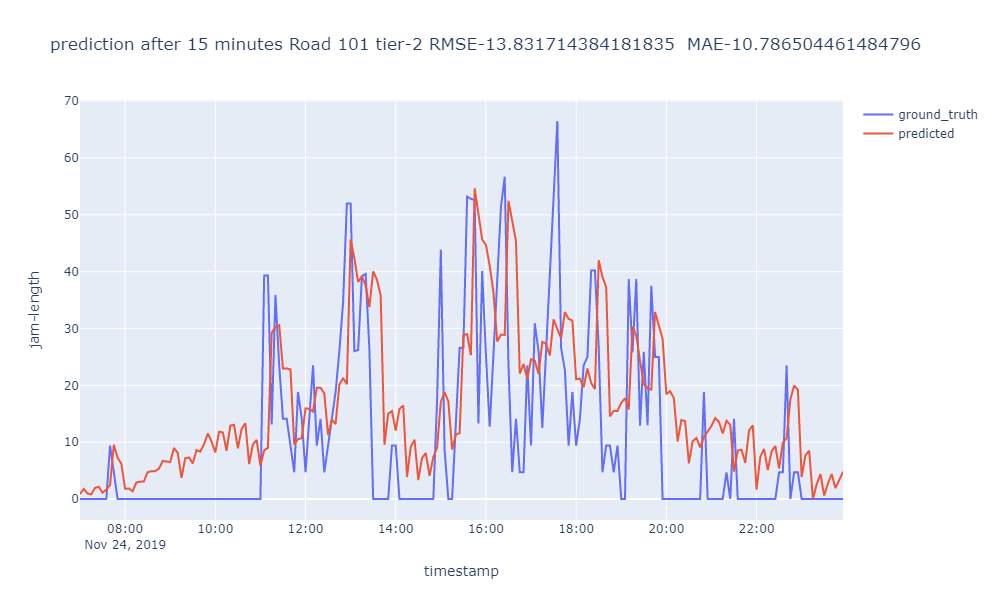 prediction after 15 minutes Road 101 tier-2 RMSE-13.831714384181835  MAE-10.786504461484796
70
60
50
40
30
20
10
0
jam-length
08:00
10:00
12:00
14:00
16:00
18:00
20:00
22:00
Nov 24, 2019
timestamp
ground_truth
predicted